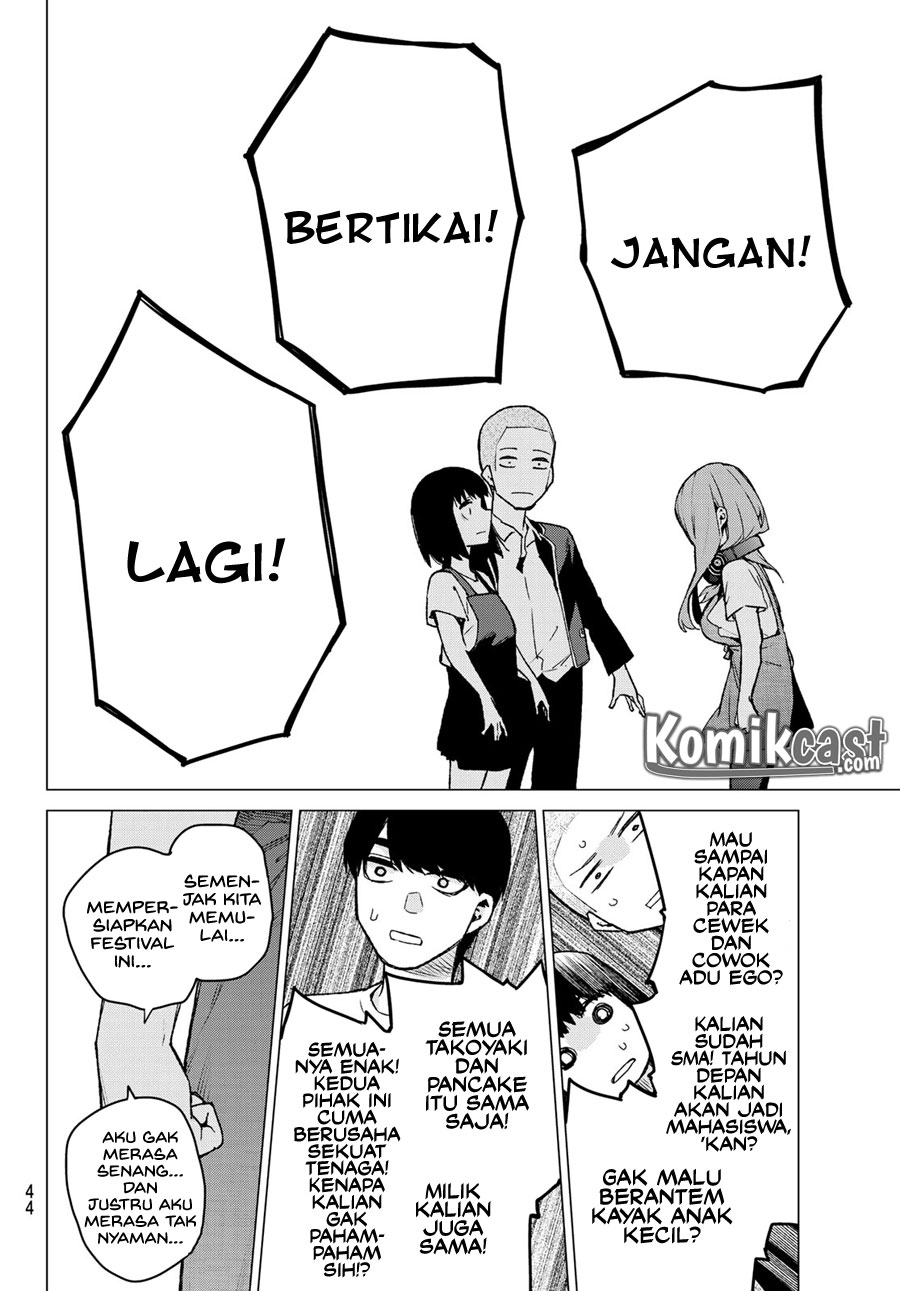 JANGAN!
BERTIKAI!
LAGI!
Komikcast
.com
MAU
SAMPAI
KAPAN
KALIAN
PARA
CEWEK
DAN
COWOK
ADU EGO?
KALIAN
SUDAH
SMA! TAHUN
DEPAN
KALIAN
AKAN JADI
MAHASISWA,
'KAN?
GAK MALU
BERANTEM
KAYAK ANAK
KECIL?
SEMUA
TAKOYAKI
DAN
PANCAKE
ITU SAMA
SAJA!
MILIK
KALIAN
JUGA
SAMA!
SEMUA-
NYA ENAK!
KEDUA
PIHAK INI
CUMA
BERUSAHA
SEKUAT
TENAGA!
KENAPA
KALIAN
GAK
PAHAM-
PAHAM
SIH!?
SEMEN-
JAK KITA
MEMU-
LAI...
MEMPER-
SIAPKAN
FESTIVAL
INI...
AKU GAK
MERASA
SENANG...
DAN
JUSTRU AKU
MERASA TAK
NYAMAN...
44